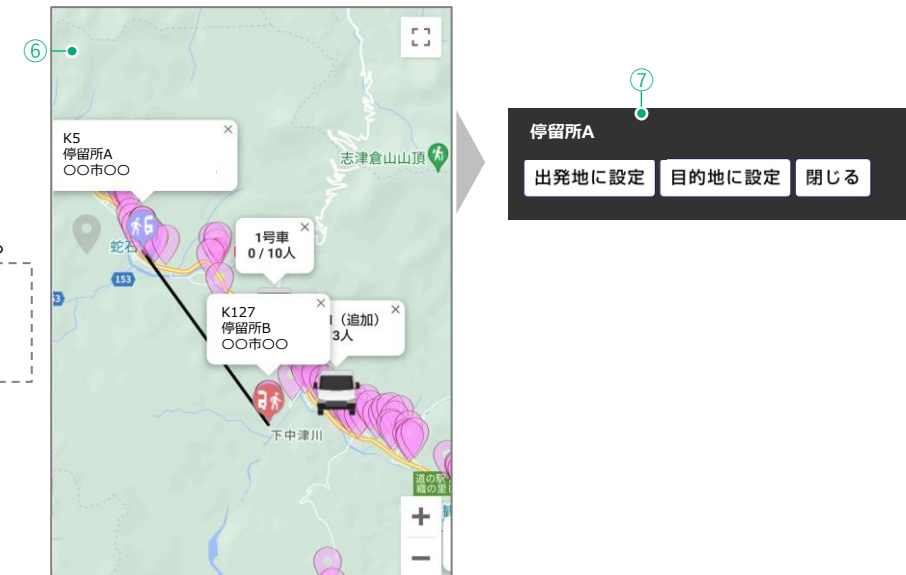 ⑥
K5
停留所A
〇〇市〇〇
志津倉山山頂
1号車
0 / 10人
蛇石
153
K127
停留所B
〇〇市〇〇
（追加）
3人
下中津川
道の駅
織の里
+
−
⑦
停留所A
出発地に設定
目的地に設定
閉じる